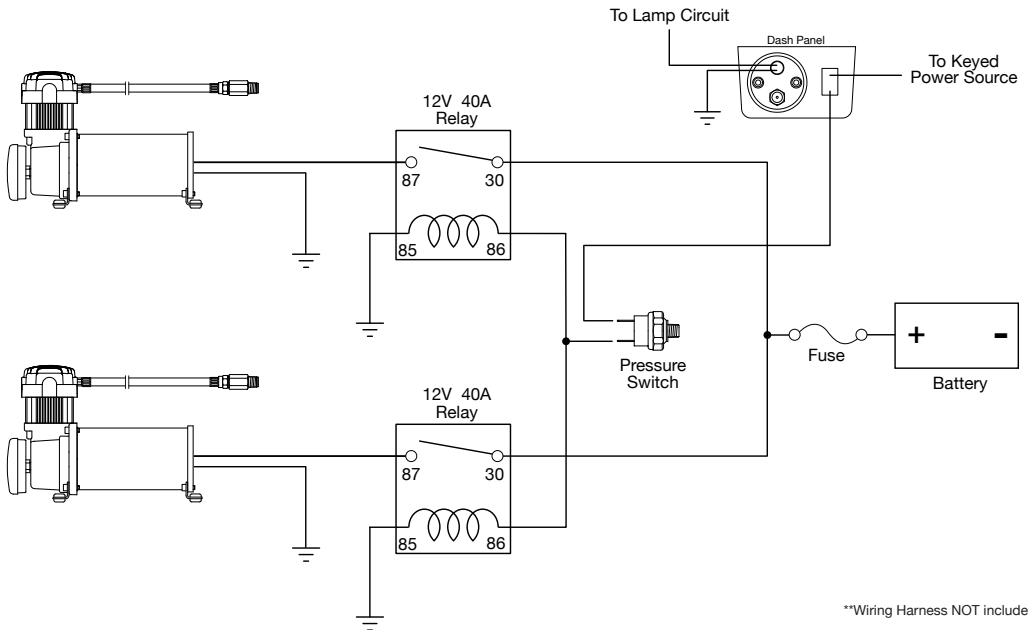 To Lamp Circuit
Dash Panel
To Keyed
Power Source
12V 40A
Relay
87
30
85
86
Pressure
Switch
Fuse
+
-
Battery
12V 40A
Relay
87
30
85
86
**Wiring Harness NOT include